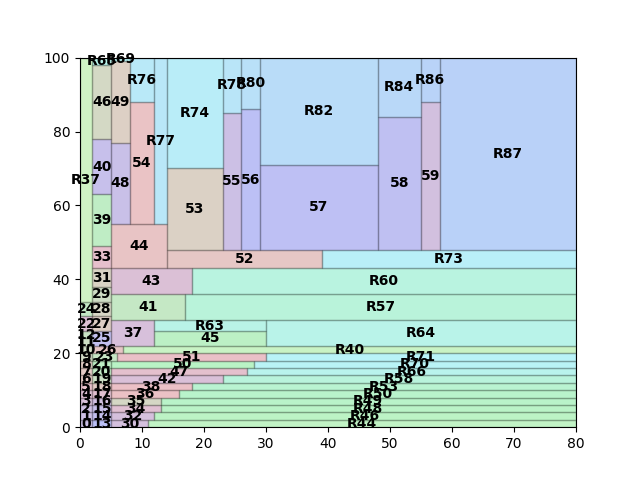 100
R68 R69
R76 R78 R80 R84 R86
46 49 R74 R82
80
R77 R87
54
40 R37 48 55 56 58 59
60
39 53 57
44
33 52 R73
40
31 43 R60
29
24 28 41 R57
22 27 R63
12 37 R64
25 45
20
10 26 R40
9 23 51 R71
8 21 50 R70
7 20 47 R66
6 19 42 R58
5 18 38 R53
4 17 36 R50
3 16 35 R49
2 15 34 R48
1 14 32 R46
0 0 13 30 R44
0 10 20 30 40 50 60 70 80